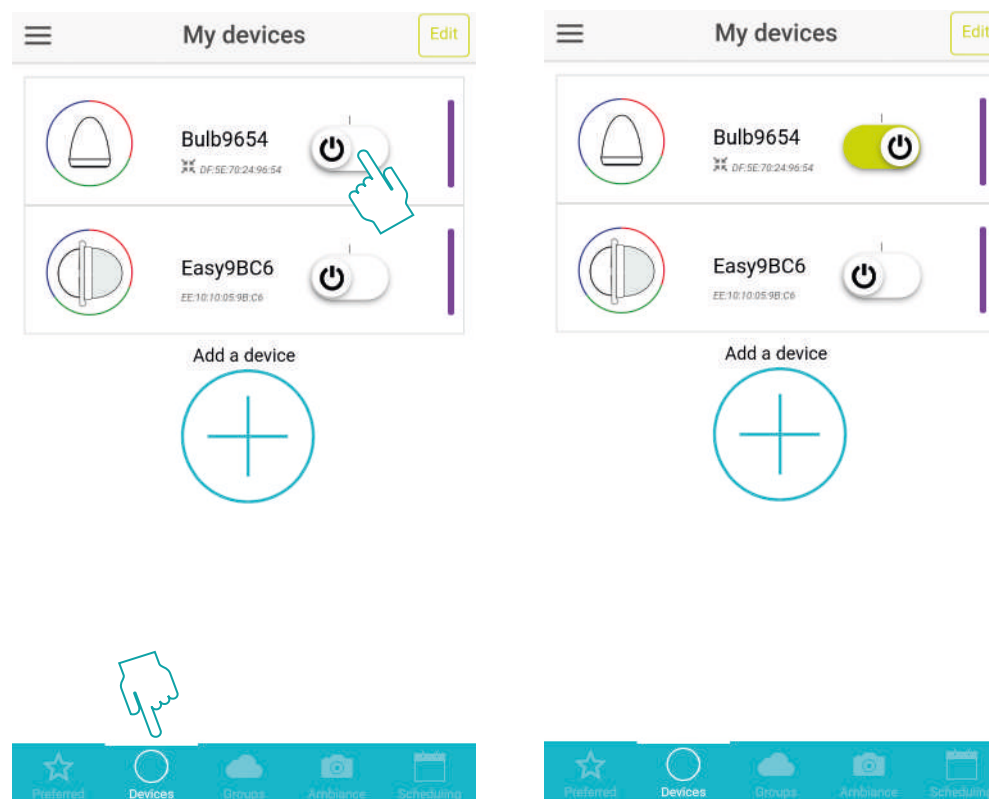 My devices
Edit
Bulb9654
DF:5E:70:24:96:54
Easy9BC6
EE:10:10:05:9B:C6
Add a device
Preferred
Devices
Groups
Ambiance
Scheduling
My devices
Edit
Bulb9654
DF:5E:70:24:96:54
Easy9BC6
EE:10:10:05:9B:C6
Add a device
Preferred
Devices
Groups
Ambiance
Scheduling